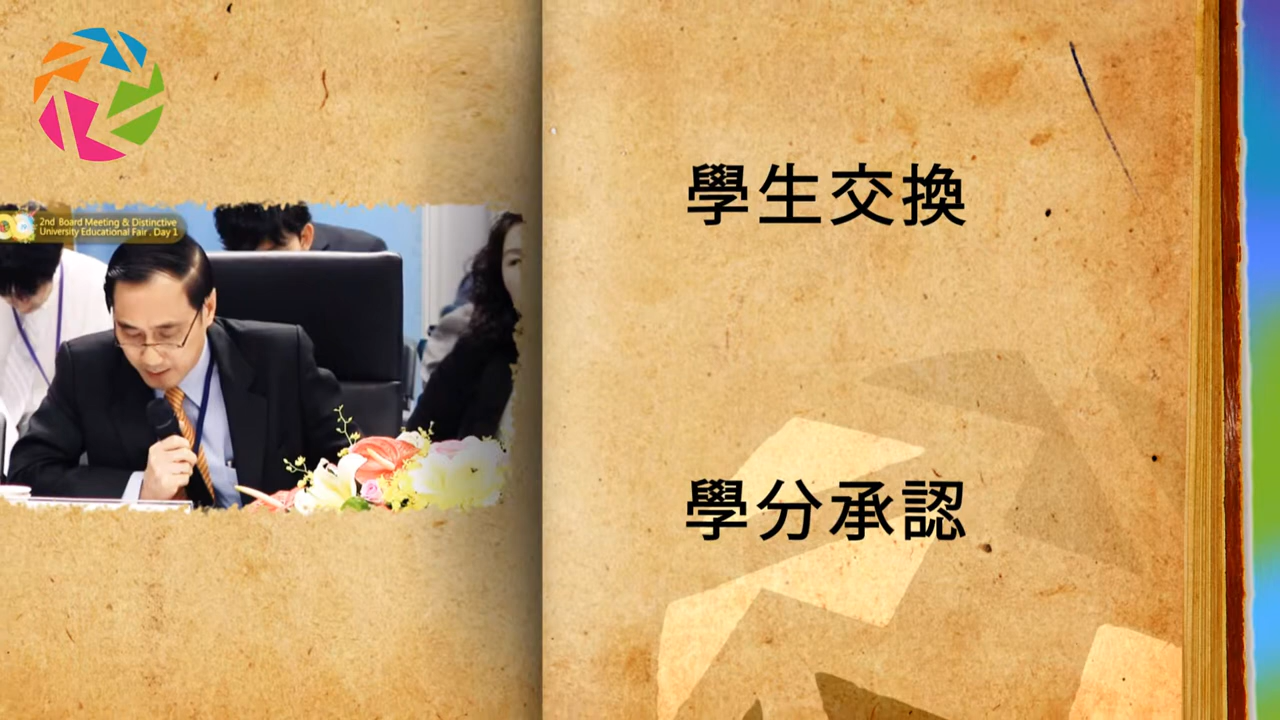 2nd Board Meeting & Distinctive
University Educational Fair . Day 1
學生交換
學分承認